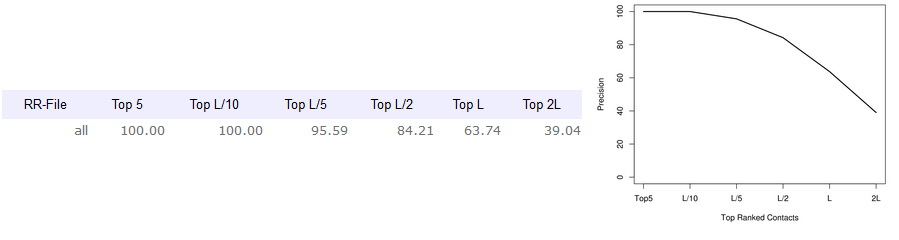 RR-File Top 5 Top L/10 Top L/5 Top L/2 Top L Top 2L
all 100.00 100.00 95.59 84.21 63.74 39.04
Precision
100
80
60
40
20
0
Top5 L/10 L/5 L/2 L 2L
Top Ranked Contacts